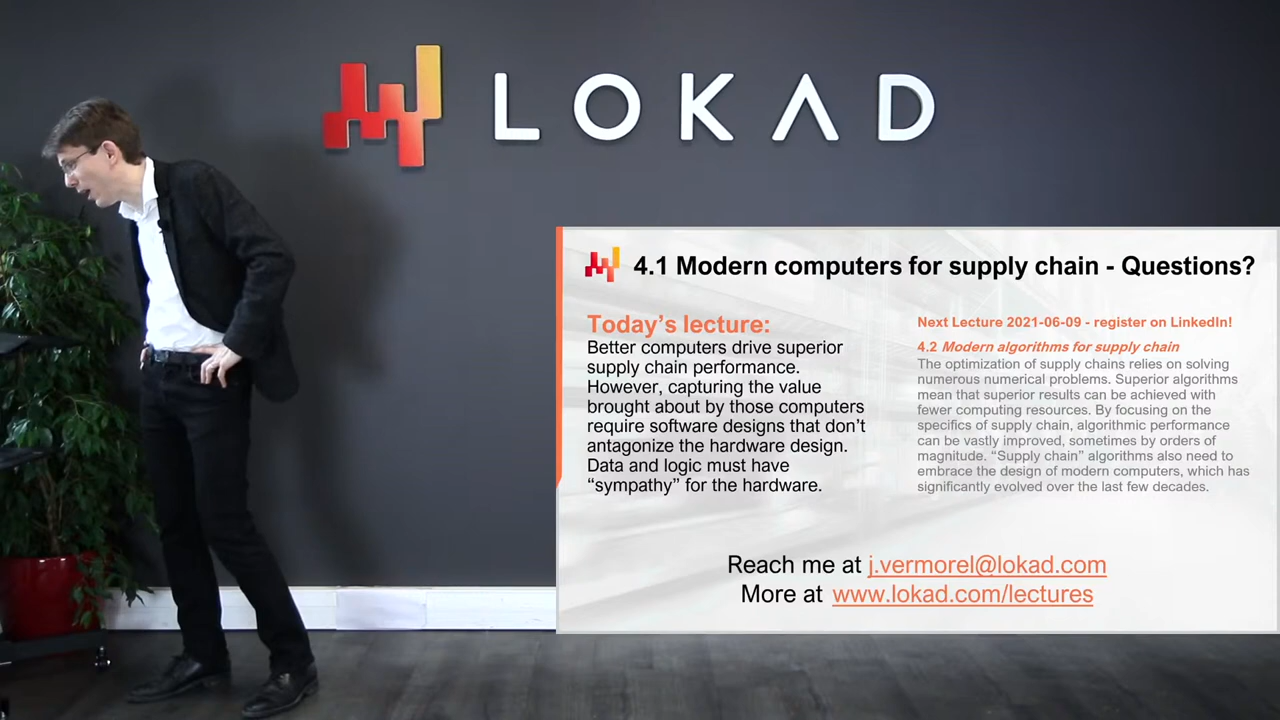 LOKAD
4.1 Modern computers for supply chain - Questions?
Today’s lecture:
Better computers drive superior
supply chain performance.
However, capturing the value
brought about by those computers
require software designs that don’t
antagonize the hardware design.
Data and logic must have
“sympathy” for the hardware.
Next Lecture 2021-06-09 - register on LinkedIn!
4.2 Modern algorithms for supply chain
The optimization of supply chains relies on solving
numerous numerical problems. Superior algorithms
mean that superior results can be achieved with
fewer computing resources. By focusing on the
specifics of supply chain, algorithmic performance
can be vastly improved, sometimes by orders of
magnitude. “Supply chain” algorithms also need to
embrace the design of modern computers, which has
significantly evolved over the last few decades.
Reach me at j.vermorel@lokad.com
More at www.lokad.com/lectures